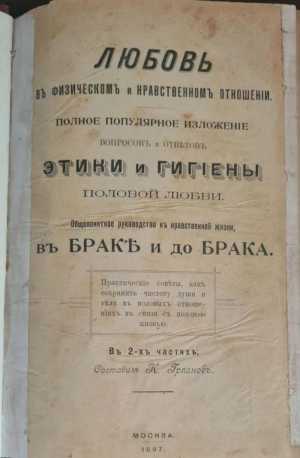 ЛЮБОВЬ
ВЪ ФИЗИЧЕСКОМЪ И НРАВСТВЕННОМЪ ОТНОШЕНІИ.
ПОЛНОЕ ПОПУЛЯРНОЕ ИЗЛОЖЕНІЕ
ВОПРОСОВЪ И ОТВѢТОВЪ
ЭТИКИ И ГИГІЕНЫ
ПОЛОВОЙ ЛЮБВИ.
Общепонятное руководство къ нравственной жизни,
ВЪ БРАКѢ И ДО БРАКА.
Практическіе совѣты, какъ
сохранить чистоту души и
тѣла въ половыхъ отноше-
ніяхъ въ связи съ половою
жизнью.
Въ 2-хъ частяхъ.
Составилъ К.
МОСКВА.
1897.